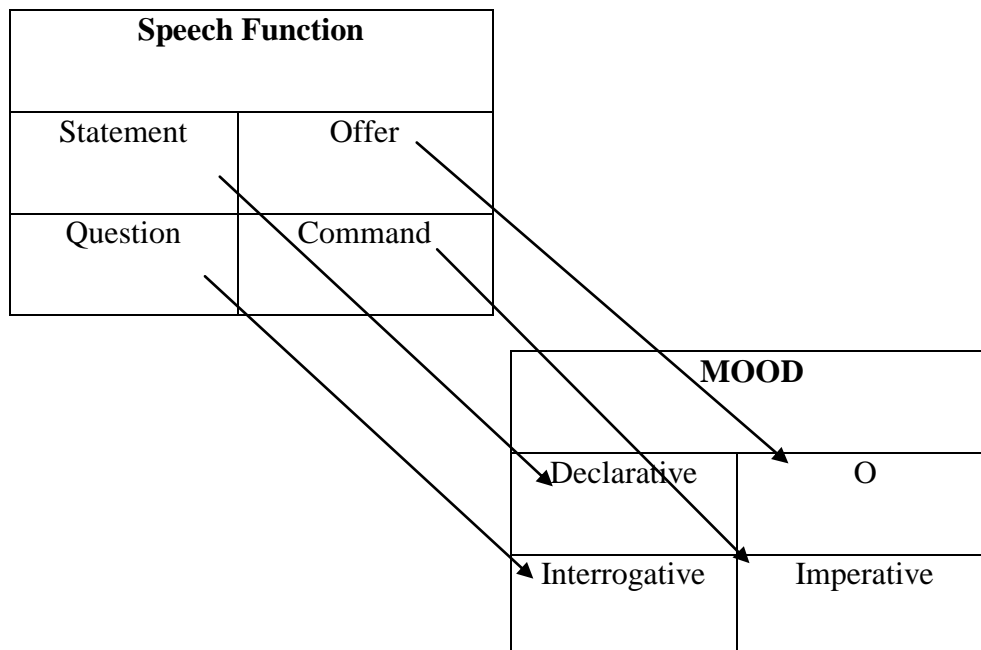 Speech Function
Statement Offer
Question Command
MOOD
Declarative O
Interrogative Imperative